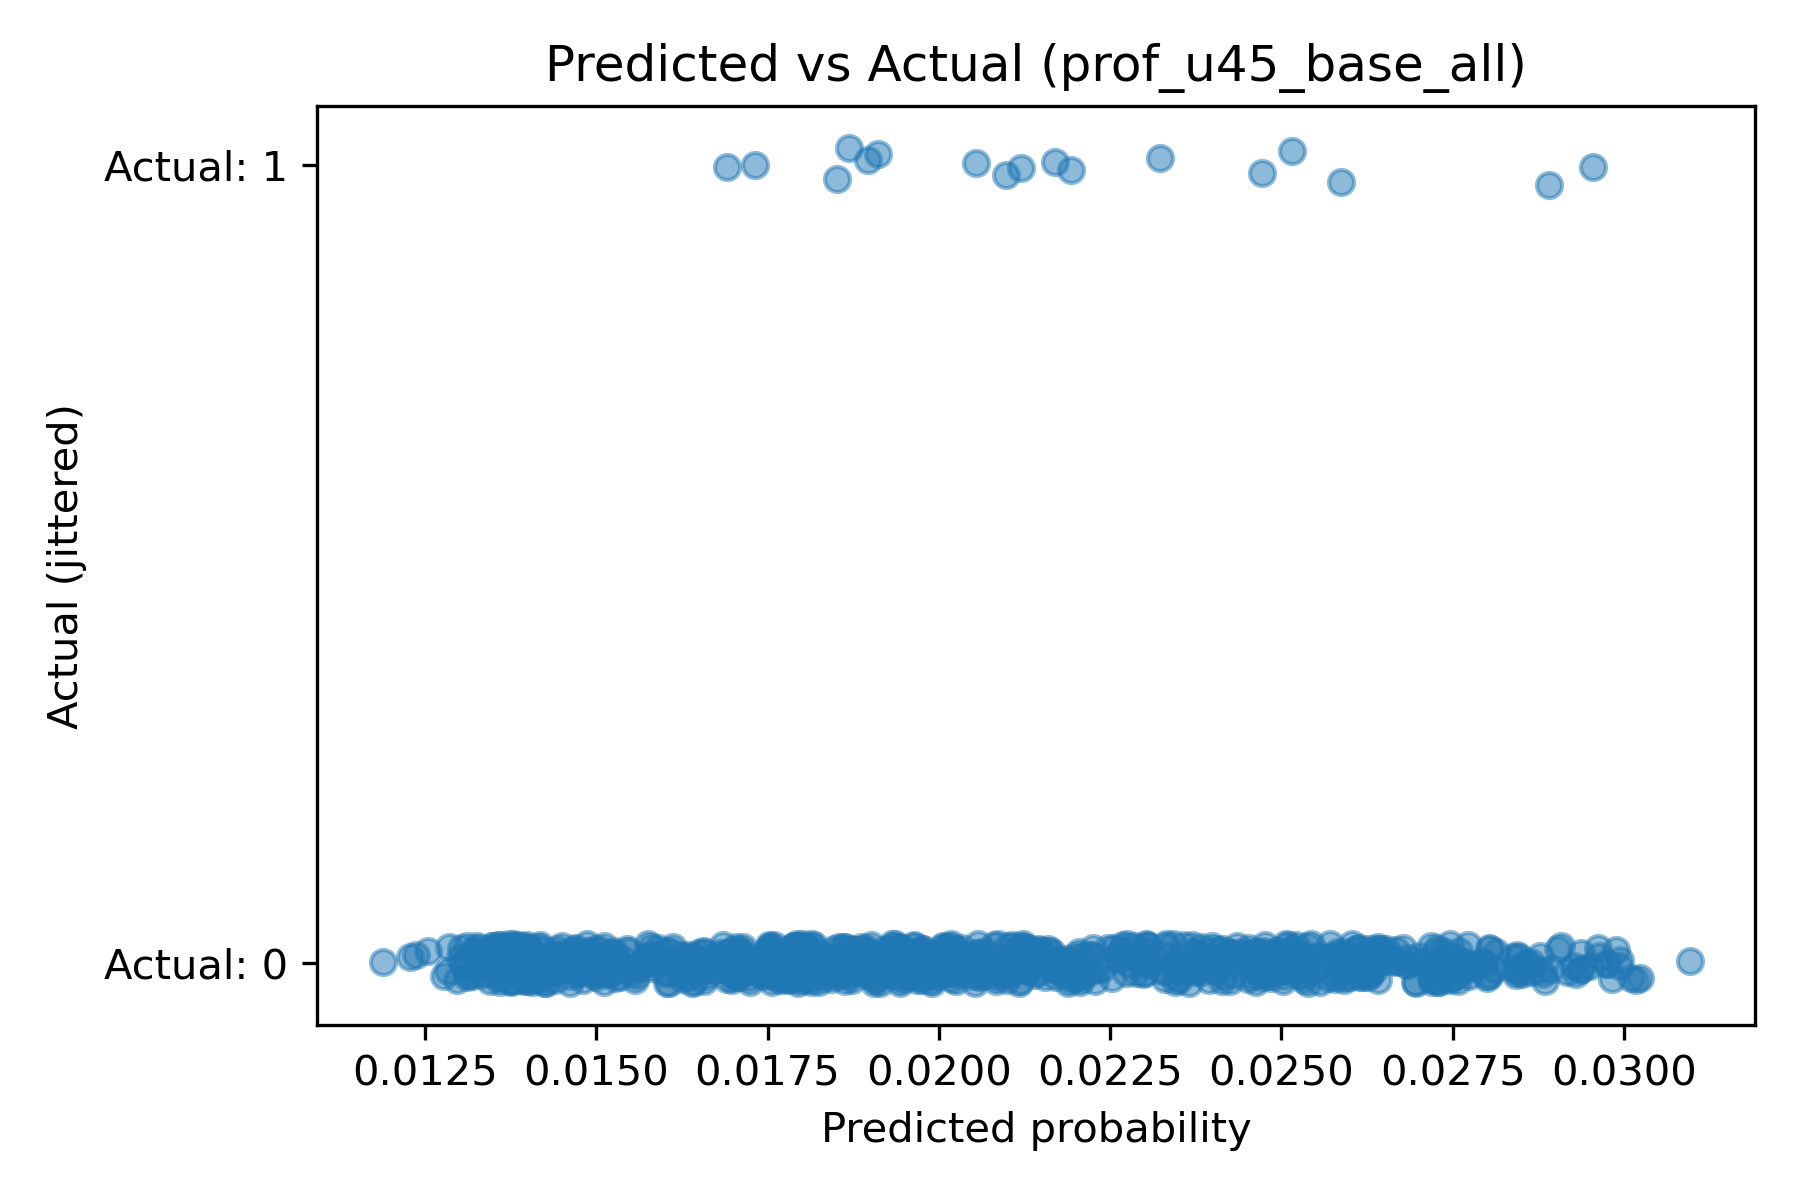 Predicted vs Actual (prof_u45_base_all)
Actual: 1
Actual (jittered)
Actual: 0
0.0125 0.0150 0.0175 0.0200 0.0225 0.0250 0.0275 0.0300
Predicted probability